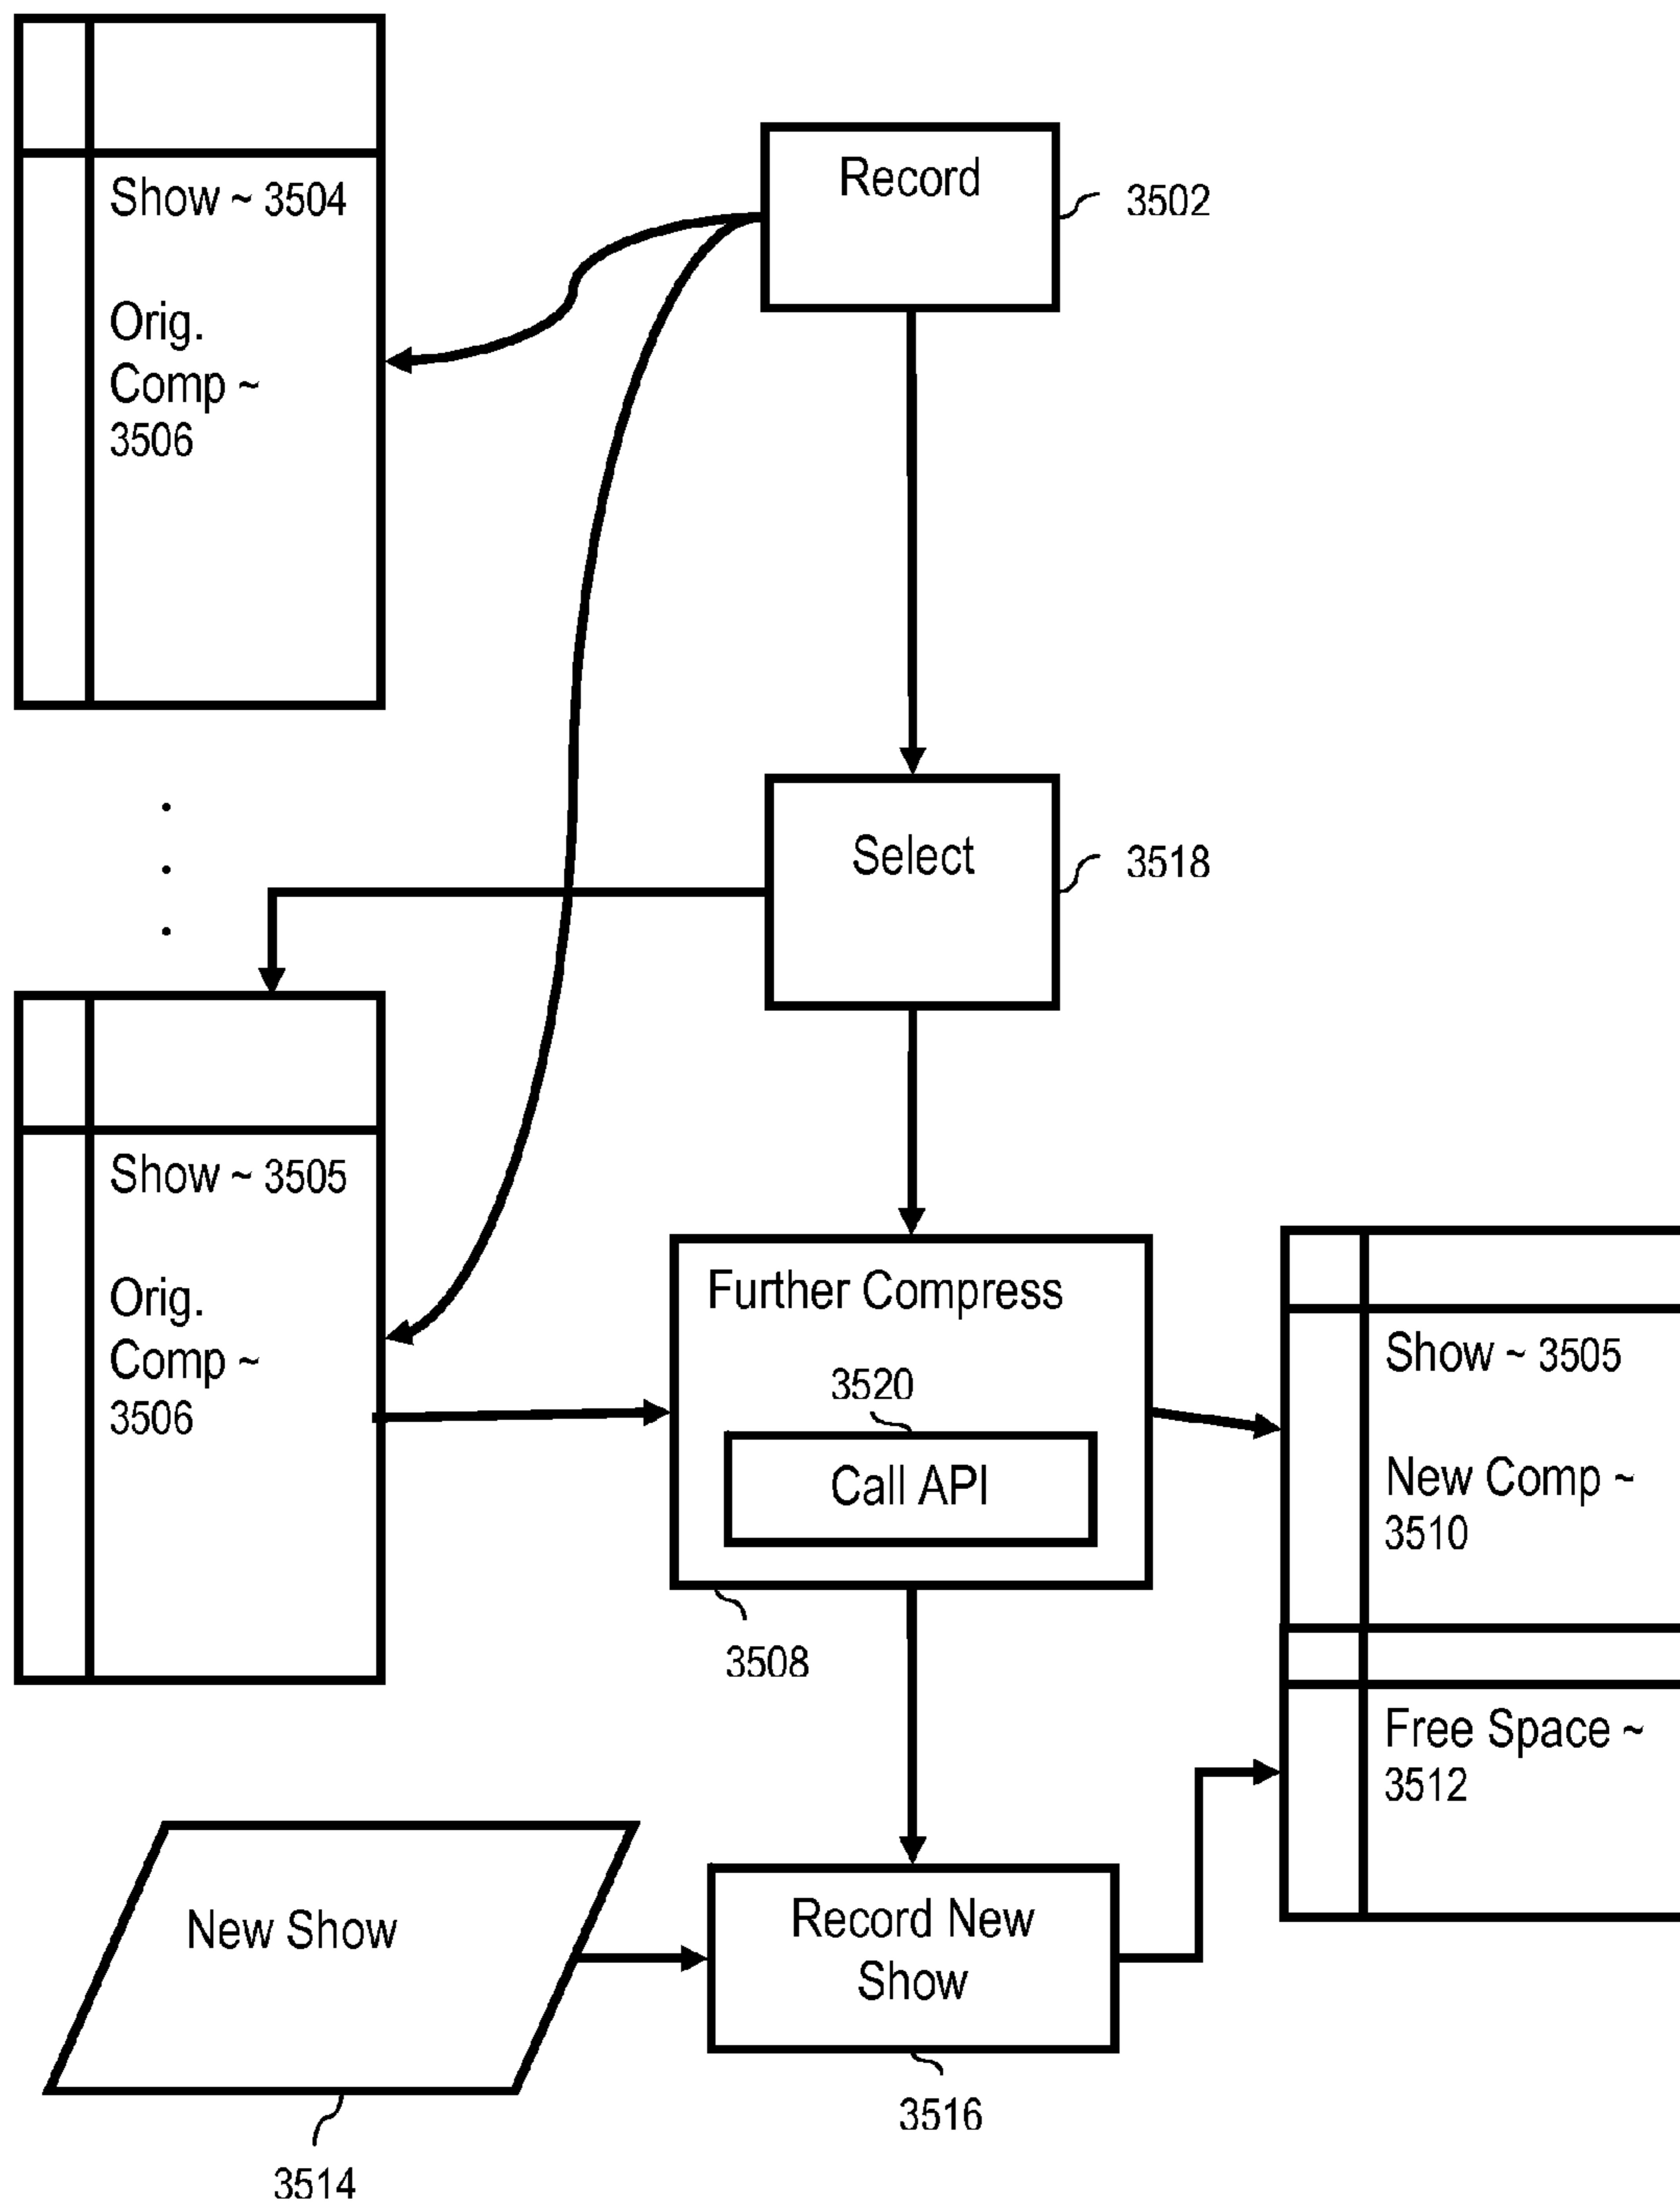 Record
3502
Show ~ 3504
Orig.
Comp ~
3506
Select
3518
Show ~ 3505
Orig.
Comp ~
3506
Further Compress
3520
Call API
3508
Show ~ 3505
New Comp ~
3510
Free Space ~
3512
New Show
3514
Record New
Show
3516